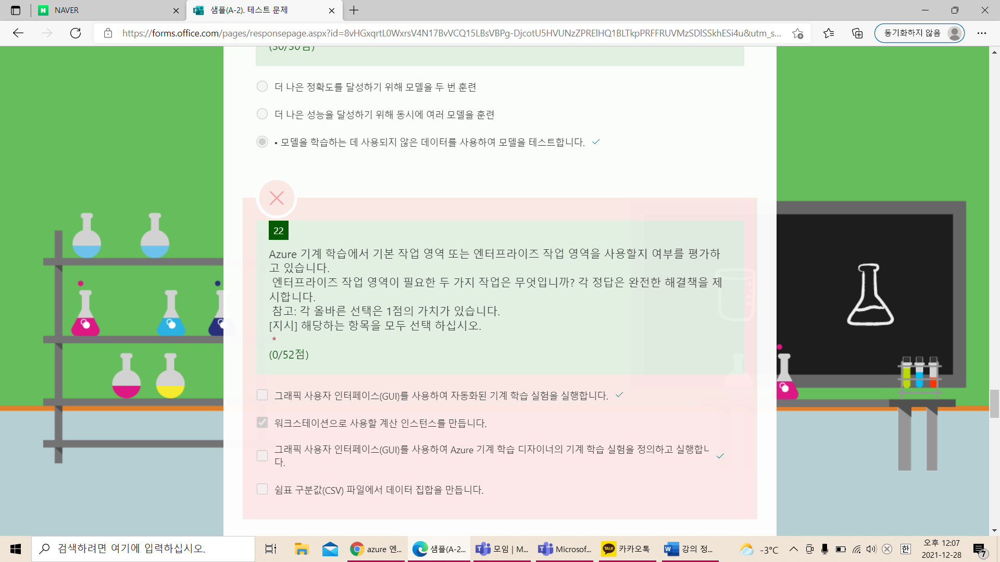 NAVER
샘플(A-2). 테스트 문제
https://forms.office.com/pages/responsepage.aspx?id=8vHGxqrtL0WxrsV4N17BvVCQ15LBsVBPg-DjcotU5HVUNzZPRElHQ1BLTkpPRFFRUVMzSDlSSkhESi4u&utm_s...
동기화하지 않음
(30/30점)
더 나은 정확도를 달성하기 위해 모델을 두 번 훈련
더 나은 성능을 달성하기 위해 동시에 여러 모델을 훈련
• 모델을 학습하는 데 사용되지 않은 데이터를 사용하여 모델을 테스트합니다.
22
Azure 기계 학습에서 기본 작업 영역 또는 엔터프라이즈 작업 영역을 사용할지 여부를 평가하
고 있습니다.
엔터프라이즈 작업 영역이 필요한 두 가지 작업은 무엇입니까? 각 정답은 완전한 해결책을 제
시합니다.
참고: 각 올바른 선택은 1점의 가치가 있습니다.
[지시] 해당하는 항목을 모두 선택 하십시오.
*
(0/52점)
그래픽 사용자 인터페이스(GUI)를 사용하여 자동화된 기계 학습 실험을 실행합니다.
워크스테이션으로 사용할 계산 인스턴스를 만듭니다.
그래픽 사용자 인터페이스(GUI)를 사용하여 Azure 기계 학습 디자이너의 기계 학습 실험을 정의하고 실행합니
다.
쉼표 구분값(CSV) 파일에서 데이터 집합을 만듭니다.
검색하려면 여기에 입력하십시오.
azure 엔...
샘플(A-2...
모임 | M...
Microsof...
TALK
카카오톡
강의 정...
-3°C
한
오후 12:07
2021-12-28
7